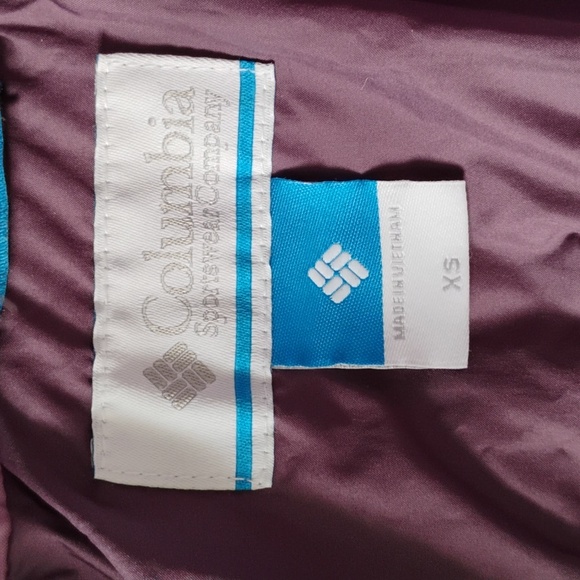 Columbia
Sportswear Company
MADE IN VIETNAM
XS